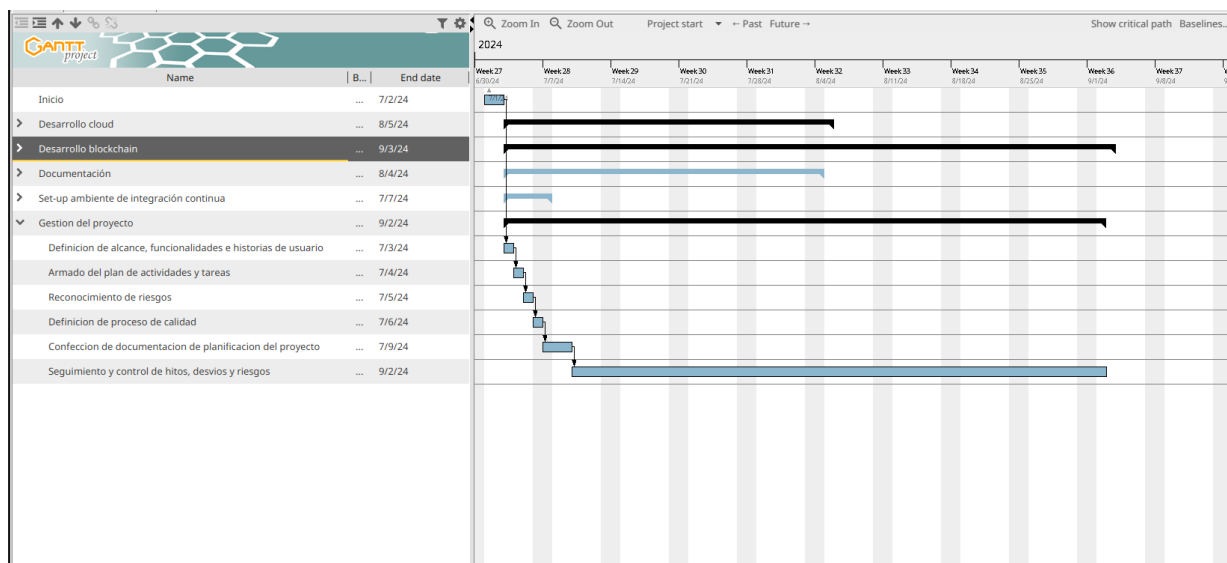 Zoom In Zoom Out Project start ← Past Future → Show critical path Baselines...
GANTT project
2024
Name B... End date
Week 27 Week 28 Week 29 Week 30 Week 31 Week 32 Week 33 Week 34 Week 35 Week 36 Week 37
6/30/24 7/7/24 7/14/24 7/21/24 7/28/24 8/4/24 8/11/24 8/18/24 8/25/24 9/1/24 9/8/24
Inicio ... 7/2/24
Desarrollo cloud ... 8/5/24
Desarrollo blockchain ... 9/3/24
Documentación ... 8/4/24
Set-up ambiente de integración continua ... 7/7/24
Gestion del proyecto ... 9/2/24
Definicion de alcance, funcionalidades e historias de usuario ... 7/3/24
Armado del plan de actividades y tareas ... 7/4/24
Reconocimiento de riesgos ... 7/5/24
Definicion de proceso de calidad ... 7/6/24
Confeccion de documentacion de planificacion del proyecto ... 7/9/24
Seguimiento y control de hitos, desvios y riesgos ... 9/2/24